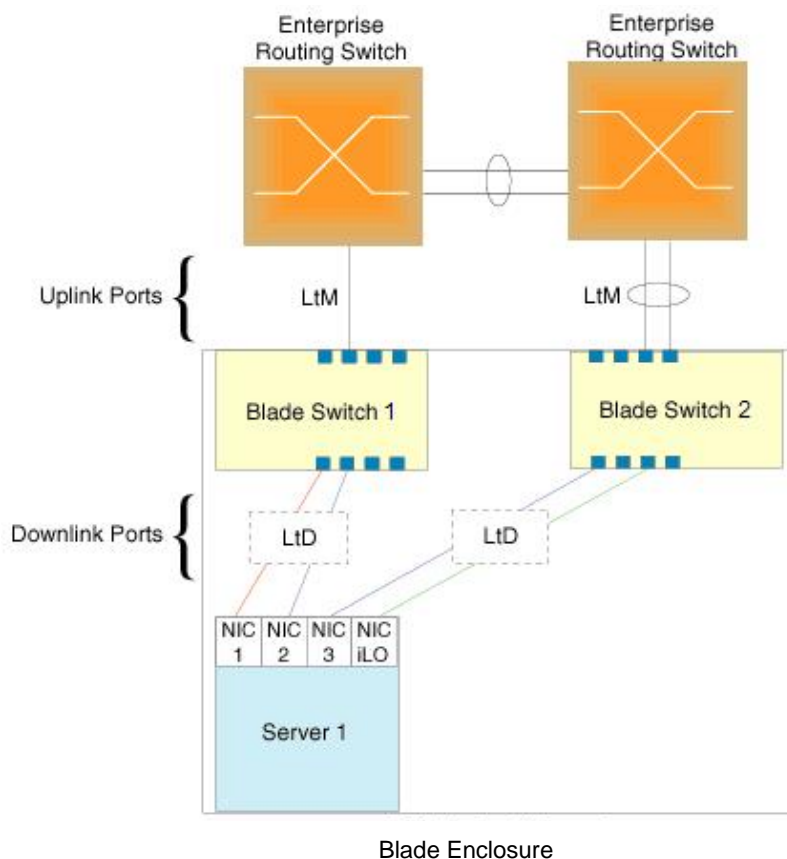 Enterprise
Routing Switch
Enterprise
Routing Switch
Uplink Ports
LtM
LtM
Blade Switch 1
Blade Switch 2
Downlink Ports
LtD
LtD
NIC
1
NIC
2
NIC
3
NIC
iLO
Server 1
Blade Enclosure